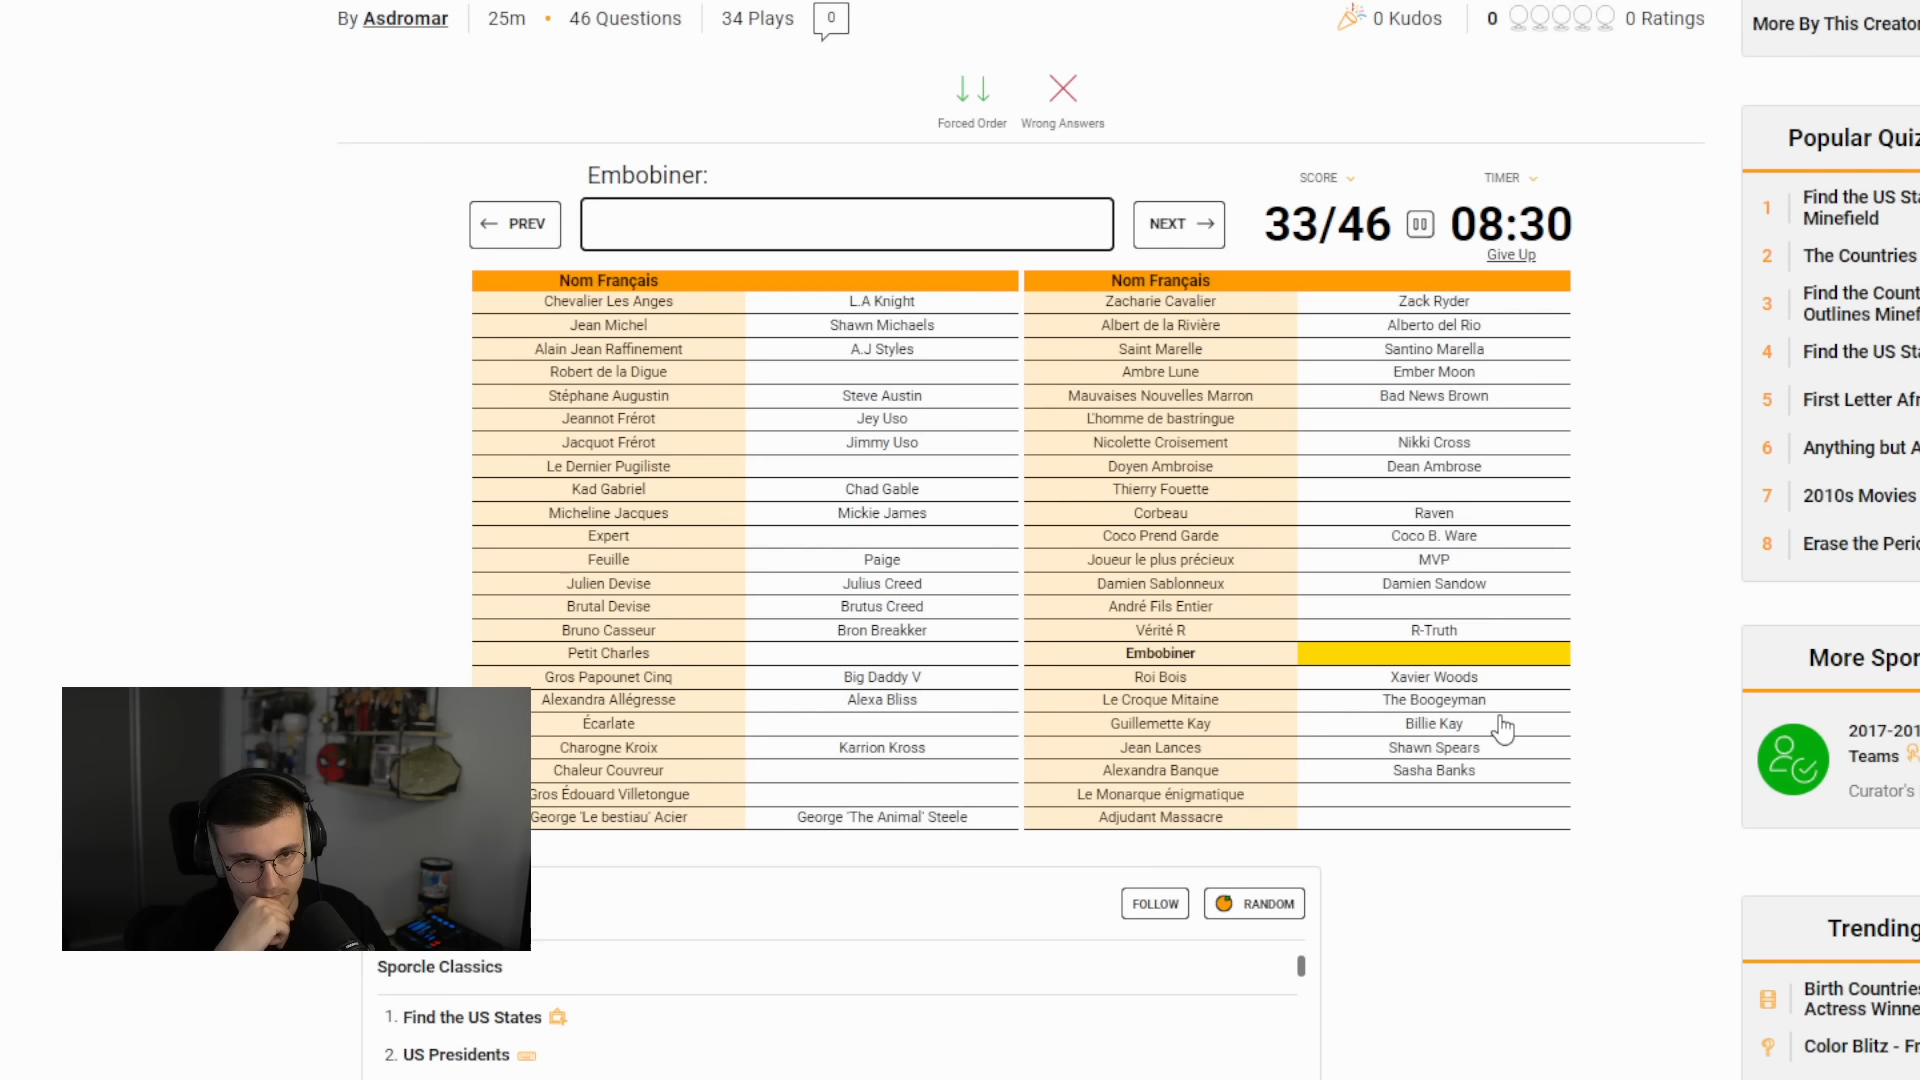 By Asdromar
25m • 46 Questions
34 Plays
0
0 Kudos
0
0 Ratings
More By This Creato
Forced Order
Wrong Answers
Embobiner:
← PREV
NEXT →
SCORE
33/46
TIMER
08:30
Give Up
Nom Français
Chevalier Les Anges L.A Knight
Jean Michel Shawn Michaels
Alain Jean Raffinement A.J Styles
Robert de la Digue
Stéphane Augustin Steve Austin
Jeannot Frérot Jey Uso
Jacquot Frérot Jimmy Uso
Le Dernier Pugiliste
Kad Gabriel Chad Gable
Micheline Jacques Mickie James
Expert
Feuille Paige
Julien Devise Julius Creed
Brutal Devise Brutus Creed
Bruno Casseur Bron Breakker
Petit Charles
Gros Papounet Cinq Big Daddy V
Alexandra Allégresse Alexa Bliss
Écarlate
Charogne Kroix Karrion Kross
Chaleur Couvreur
Gros Édouard Villetongue
George 'Le bestiau' Acier George 'The Animal' Steele
Nom Français
Zacharie Cavalier Zack Ryder
Albert de la Rivière Alberto del Rio
Saint Marelle Santino Marella
Ambre Lune Ember Moon
Mauvaises Nouvelles Marron Bad News Brown
L'homme de bastringue
Nicolette Croisement Nikki Cross
Doyen Ambroise Dean Ambrose
Thierry Fouette
Corbeau Raven
Coco Prend Garde Coco B. Ware
Joueur le plus précieux MVP
Damien Sablonneux Damien Sandow
André Fils Entier
Vérité R R-Truth
Embobiner
Roi Bois Xavier Woods
Le Croque Mitaine The Boogeyman
Guillemette Kay Billie Kay
Jean Lances Shawn Spears
Alexandra Banque Sasha Banks
Le Monarque énigmatique
Adjudant Massacre
FOLLOW
RANDOM
Sporcle Classics
1. Find the US States
2. US Presidents
Popular Quiz
1 Find the US Sta
Minefield
2 The Countries
3 Find the Count
Outlines Minef
4 Find the US Sta
5 First Letter Afr
6 Anything but A
7 2010s Movies
8 Erase the Perio
More Spor
2017-201
Teams
Curator's
Trending
Birth Countries
Actress Winne
Color Blitz - Fr